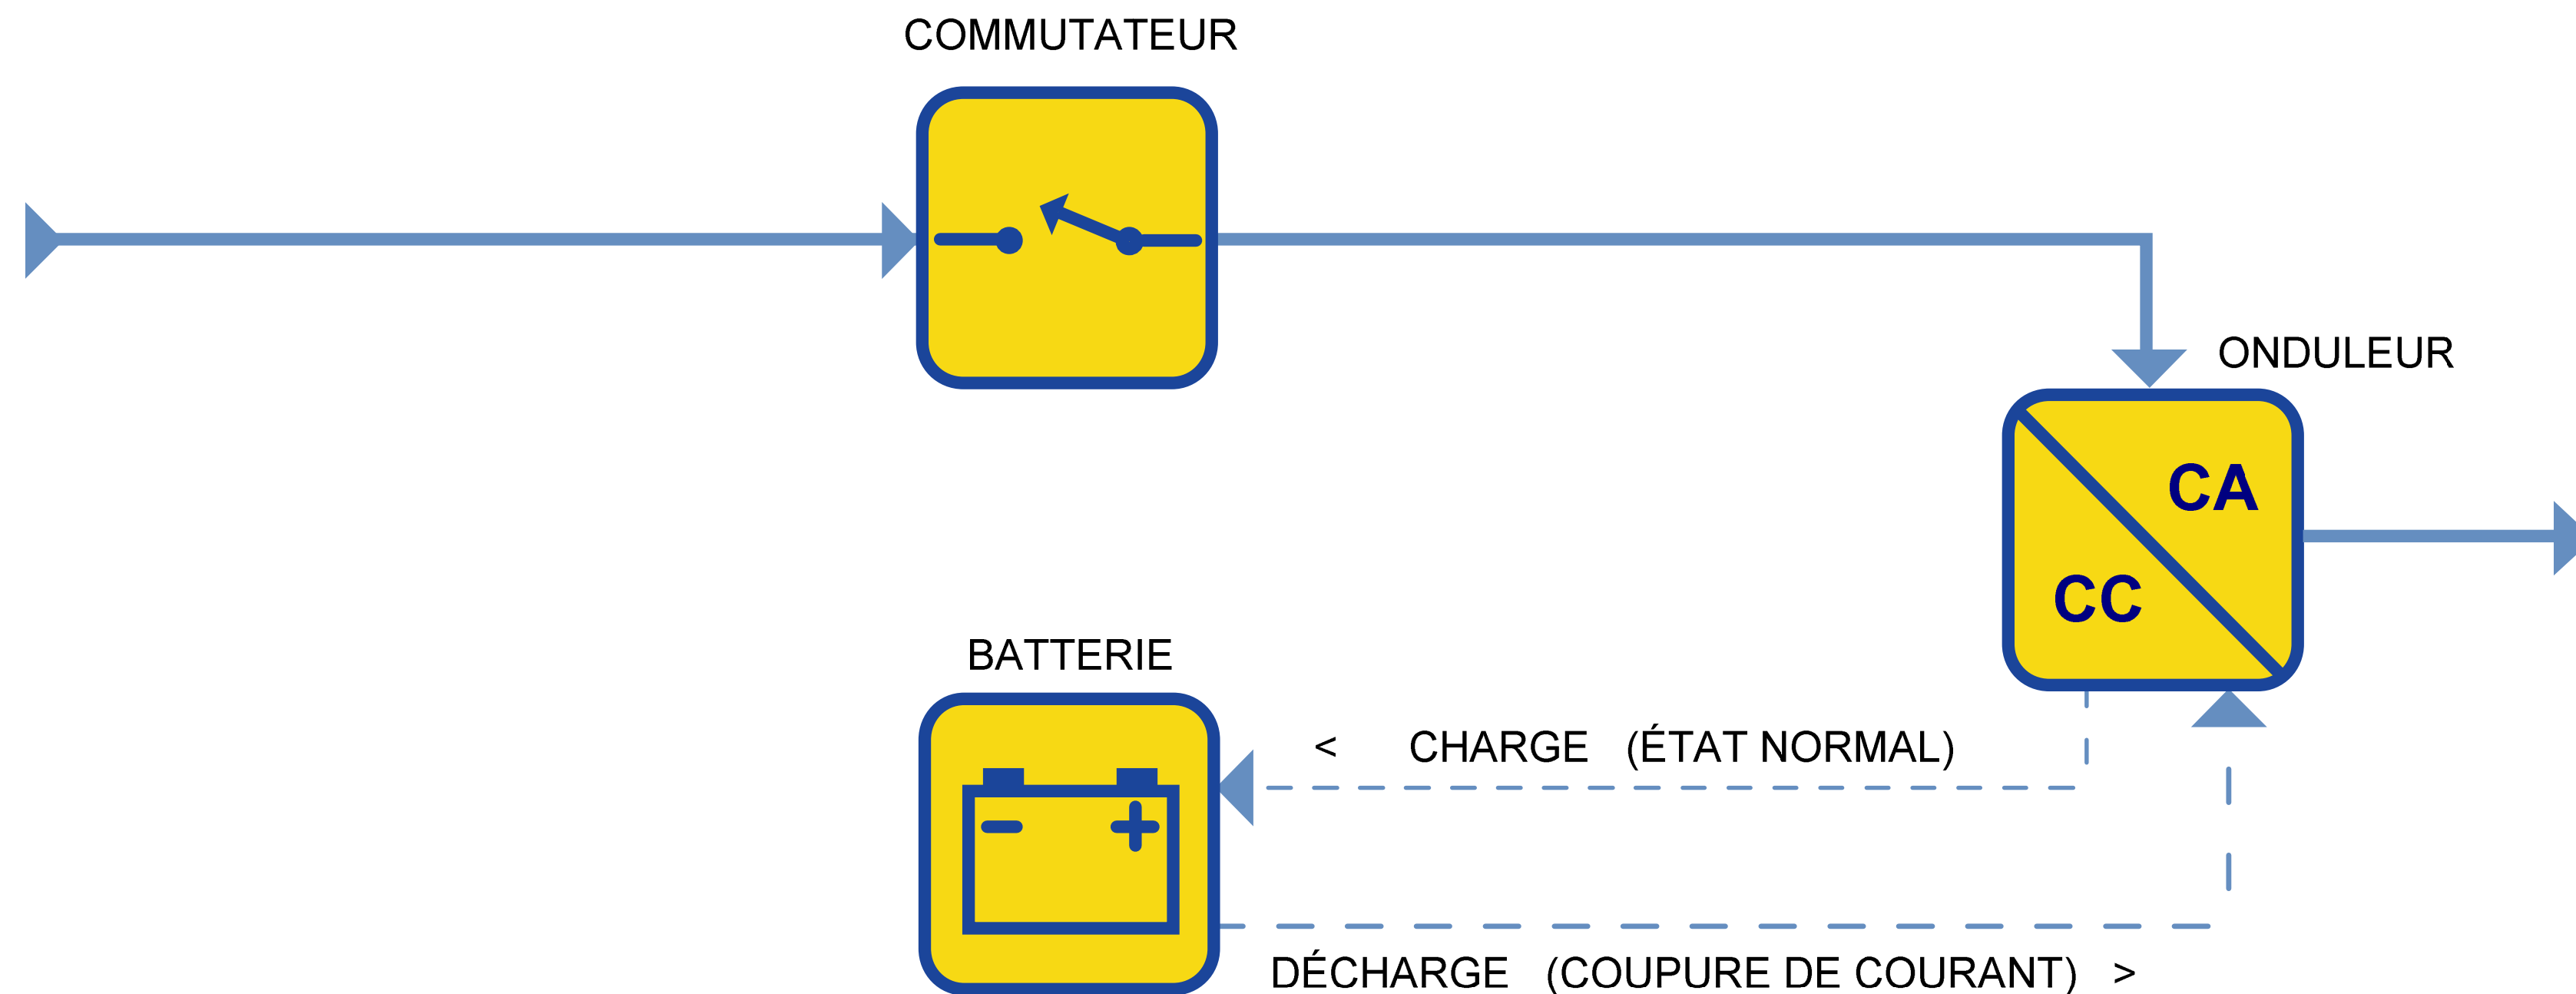 COMMUTATEUR
ONDULEUR
CA
CC
BATTERIE
< CHARGE (ÉTAT NORMAL)
- +
DÉCHARGE (COUPURE DE COURANT) >